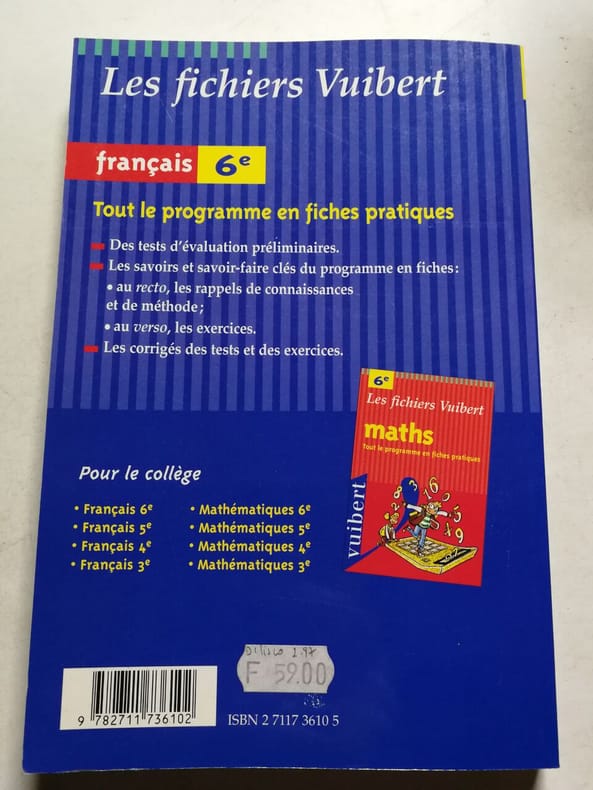 Les fichiers Vuibert
français 6e
Tout le programme en fiches pratiques
Des tests d'évaluation préliminaires.
Les savoirs et savoir-faire clés du programme en fiches :
• au recto, les rappels de connaissances
et de méthode ;
• au verso, les exercices.
Les corrigés des tests et des exercices.
6e
Les fichiers Vuibert
maths
Tout le programme en fiches pratiques
vuibert
Pour le collège
• Français 6e
• Français 5e
• Français 4e
• Français 3e
• Mathématiques 6e
• Mathématiques 5e
• Mathématiques 4e
• Mathématiques 3e
F 59.00
9 782711 736102
ISBN 2 7117 3610 5